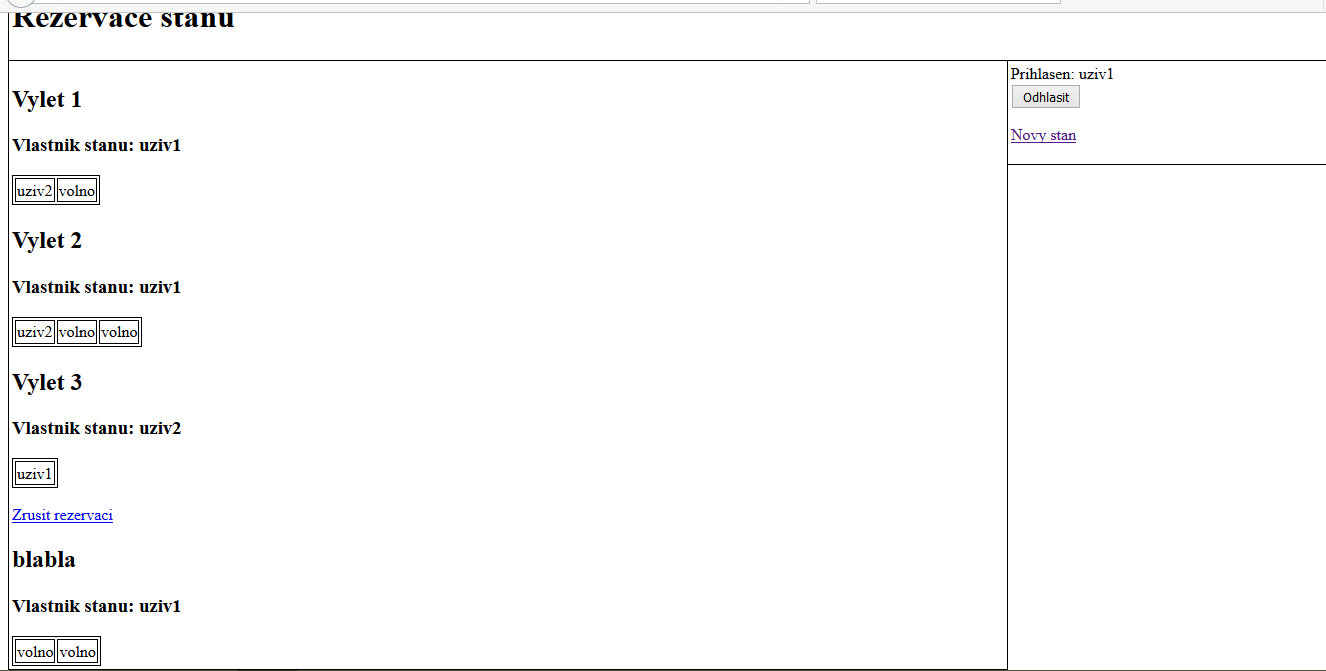 Rezervace stanu
Vylet 1
Vlastnik stanu: uziv1
uziv2 volno
Vylet 2
Vlastnik stanu: uziv1
uziv2 volno volno
Vylet 3
Vlastnik stanu: uziv2
uziv1
Zrusit rezervaci
blabla
Vlastnik stanu: uziv1
volno volno
Prihlasen: uziv1
Odhlasit
Novy stan